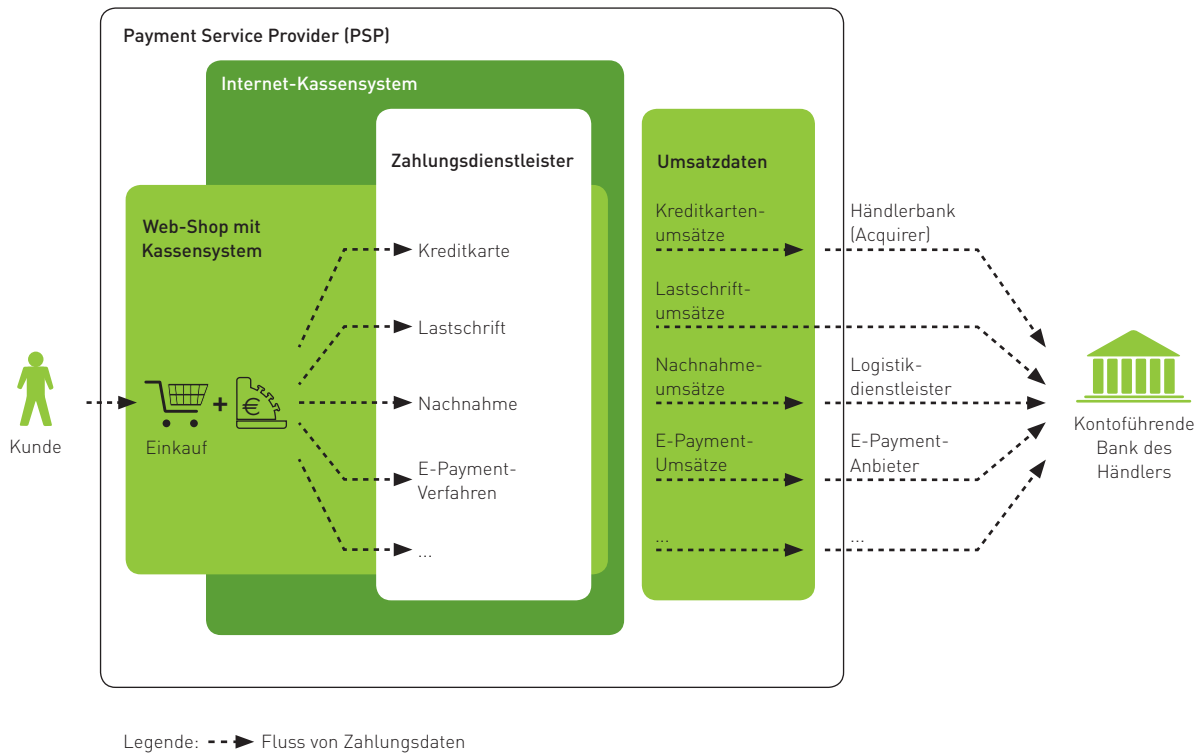 Payment Service Provider (PSP)
Internet-Kassensystem
Zahlungsdienstleister
Umsatzdaten
Web-Shop mit
Kassensystem
Kreditkarte
Lastschrift
Nachnahme
E-Payment-
Verfahren
...
Kreditkarten-
umsätze
Lastschrift-
umsätze
Nachnahme-
umsätze
E-Payment-
Umsätze
...
Händlerbank
(Acquirer)
Logistik-
dienstleister
E-Payment-
Anbieter
...
Kunde
+
€
Einkauf
Kontoführende
Bank des
Händlers
Legende: Fluss von Zahlungsdaten